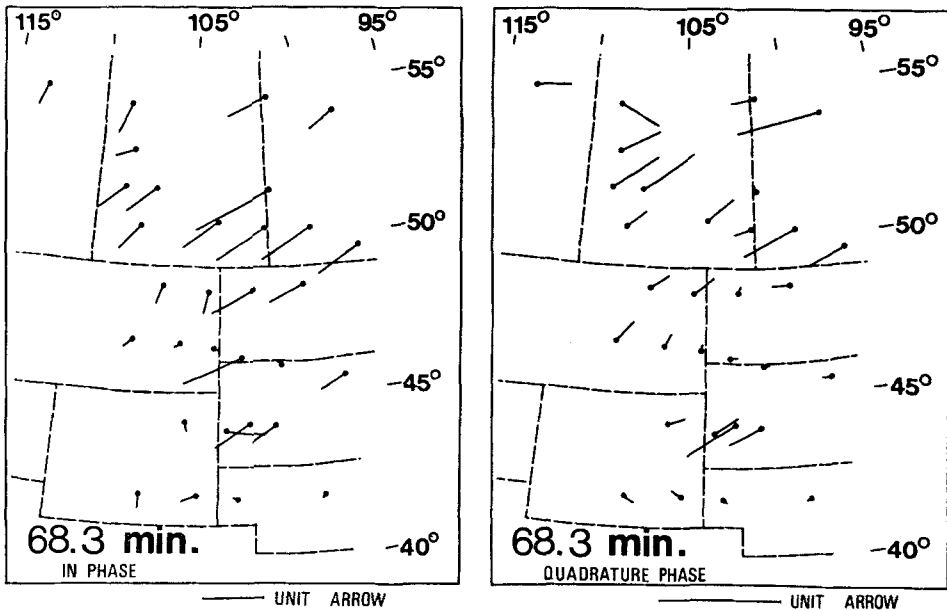 115° 105° 95°
55°
50°
45°
40°
68.3 min.
IN PHASE
UNIT ARROW
115° 105° 95°
55°
50°
45°
40°
68.3 min.
QUADRATURE PHASE
UNIT ARROW